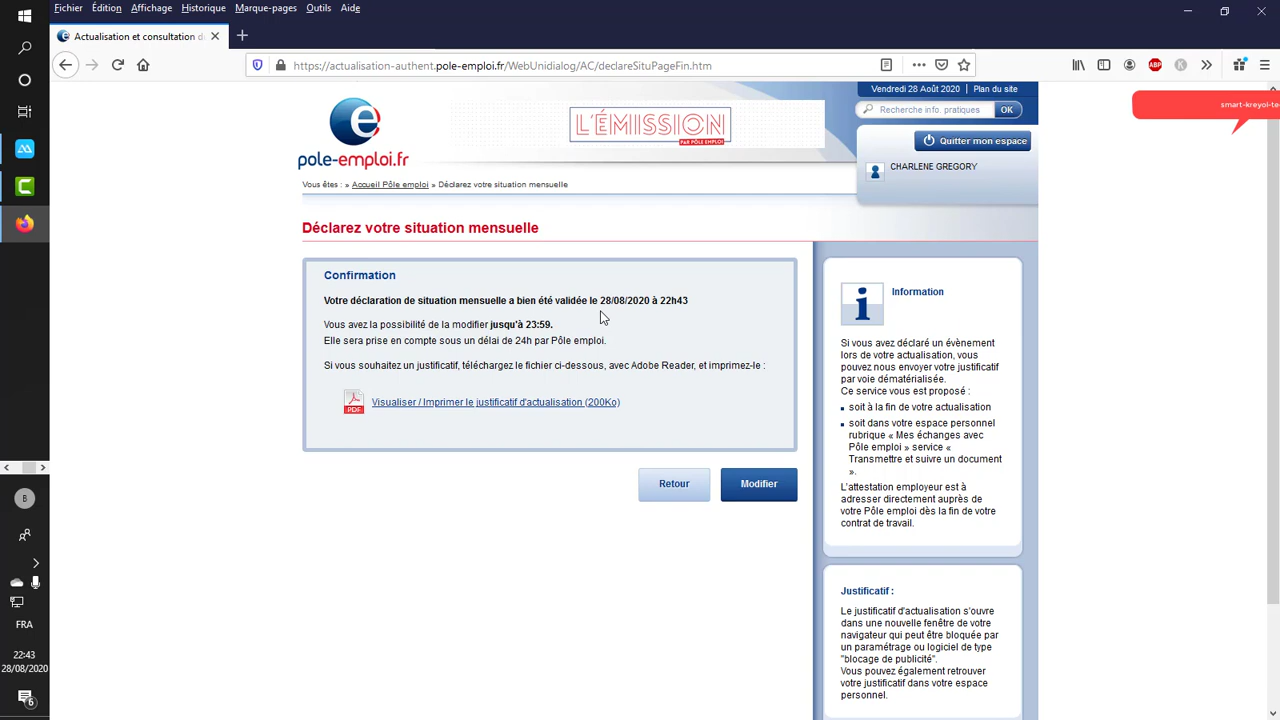 Fichier Édition Affichage Historique Marque-pages Outils Aide
Actualisation et consultation d
https://actualisation-authent.pole-emploi.fr/WebUnidialog/AC/declareSituPageFin.htm
ABP
K
Vendredi 28 Août 2020 Plan du site
Recherche info. pratiques OK
smart-kreyol-te
L'ÉMISSION
PAR PÔLE EMPLOI
Quitter mon espace
CHARLENE GREGORY
pole-emploi.fr
Vous êtes : » Accueil Pôle emploi » Déclarez votre situation mensuelle
Déclarez votre situation mensuelle
Confirmation
Votre déclaration de situation mensuelle a bien été validée le 28/08/2020 à 22h43
Vous avez la possibilité de la modifier jusqu'à 23:59.
Elle sera prise en compte sous un délai de 24h par Pôle emploi.
Si vous souhaitez un justificatif, téléchargez le fichier ci-dessous, avec Adobe Reader, et imprimez-le :
PDF
Visualiser / Imprimer le justificatif d'actualisation (200Ko)
Retour Modifier
Information
Si vous avez déclaré un évènement
lors de votre actualisation, vous
pouvez nous envoyer votre justificatif
par voie dématérialisée.
Ce service vous est proposé :
soit à la fin de votre actualisation
soit dans votre espace personnel
rubrique « Mes échanges avec
Pôle emploi » service «
Transmettre et suivre un document
».
L'attestation employeur est à
adresser directement auprès de
votre Pôle emploi dès la fin de votre
contrat de travail.
Justificatif :
Le justificatif d'actualisation s'ouvre
dans une nouvelle fenêtre de votre
navigateur qui peut être bloquée par
un paramétrage ou logiciel de type
"blocage de publicité".
Vous pouvez également retrouver
votre justificatif dans votre espace
personnel.
B
FRA
22:43
28/08/2020
6